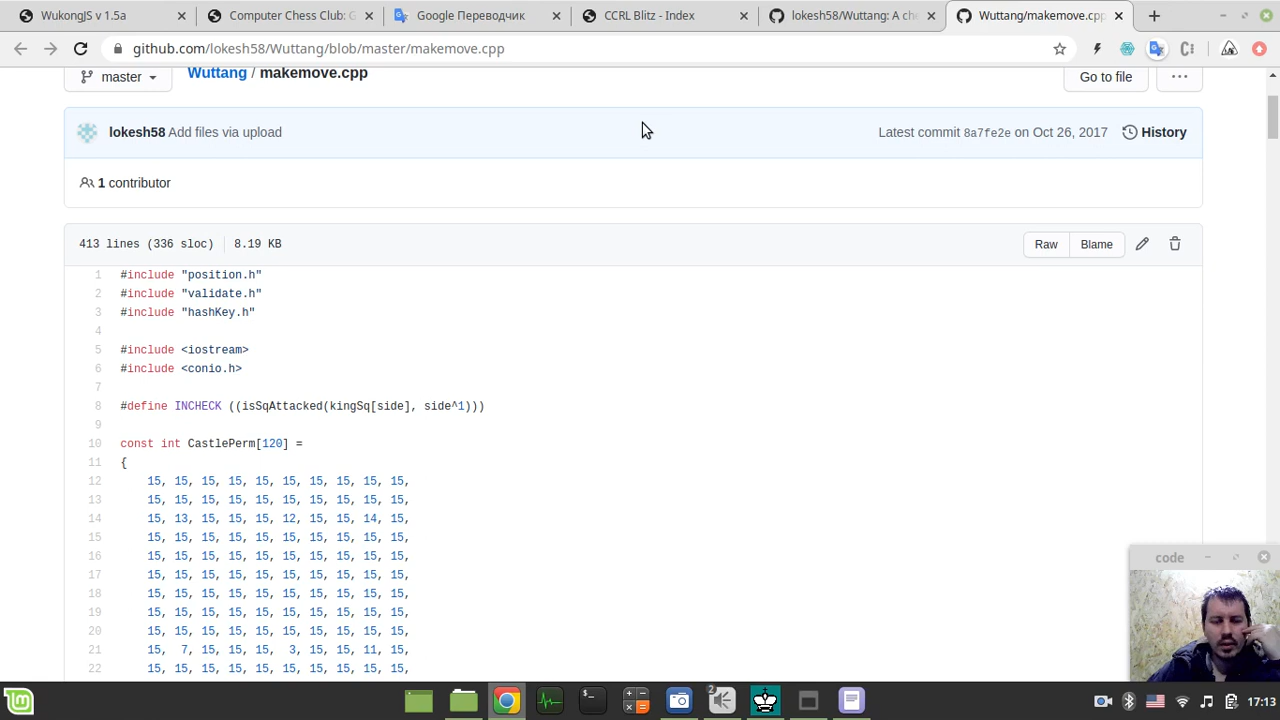 WukongJS v 1.5a
Computer Chess Club: G
Google Переводчик
CCRL Blitz - Index
lokesh58/Wuttang: A che
Wuttang/makemove.cpp
github.com/lokesh58/Wuttang/blob/master/makemove.cpp
master
Wuttang / makemove.cpp
Go to file
lokesh58 Add files via upload
Latest commit 8a7fe2e on Oct 26, 2017
History
1 contributor
413 lines (336 sloc) 8.19 KB
Raw
Blame
1 #include "position.h"
2 #include "validate.h"
3 #include "hashKey.h"
4
5 #include <iostream>
6 #include <conio.h>
7
8 #define INCHECK ((isSqAttacked(kingSq[side], side^1)))
9
10 const int CastlePerm[120] =
11 {
12 15, 15, 15, 15, 15, 15, 15, 15, 15, 15,
13 15, 15, 15, 15, 15, 15, 15, 15, 15, 15,
14 15, 13, 15, 15, 15, 12, 15, 15, 14, 15,
15 15, 15, 15, 15, 15, 15, 15, 15, 15, 15,
16 15, 15, 15, 15, 15, 15, 15, 15, 15, 15,
17 15, 15, 15, 15, 15, 15, 15, 15, 15, 15,
18 15, 15, 15, 15, 15, 15, 15, 15, 15, 15,
19 15, 15, 15, 15, 15, 15, 15, 15, 15, 15,
20 15, 15, 15, 15, 15, 15, 15, 15, 15, 15,
21 15, 7, 15, 15, 15, 3, 15, 15, 11, 15,
22 15, 15, 15, 15, 15, 15, 15, 15, 15, 15,
code
2
17:13